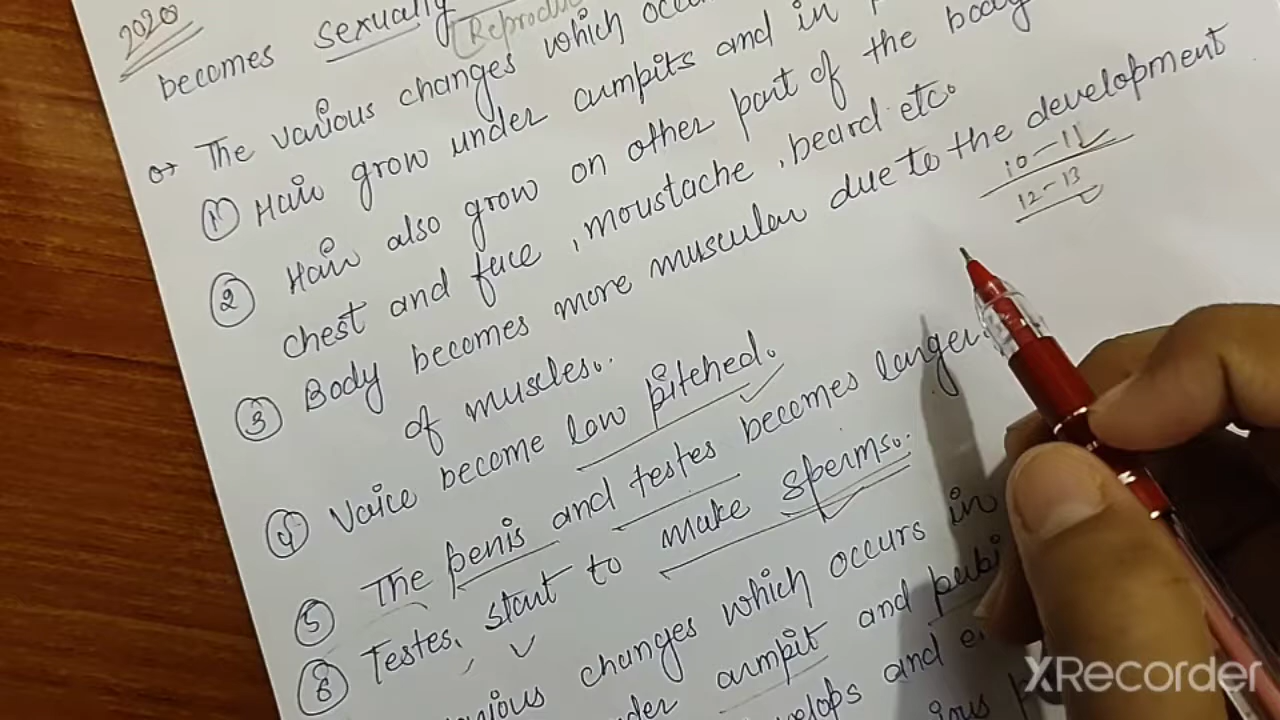 2020
becomes sexually
(Reprodu
The various changes which occu
① Hair grow under armpits and in p
② Hair also grow on other part of the body
chest and face, moustache, beard etc.
③ Body becomes more muscular due to the development
of muscles.
10-11
12-13
④ Voice become low pitched.
⑤ The penis and testes becomes larger.
⑥ Testes, start to make sperms.
changes which occurs in
armpit and pubi
and
XRecorder